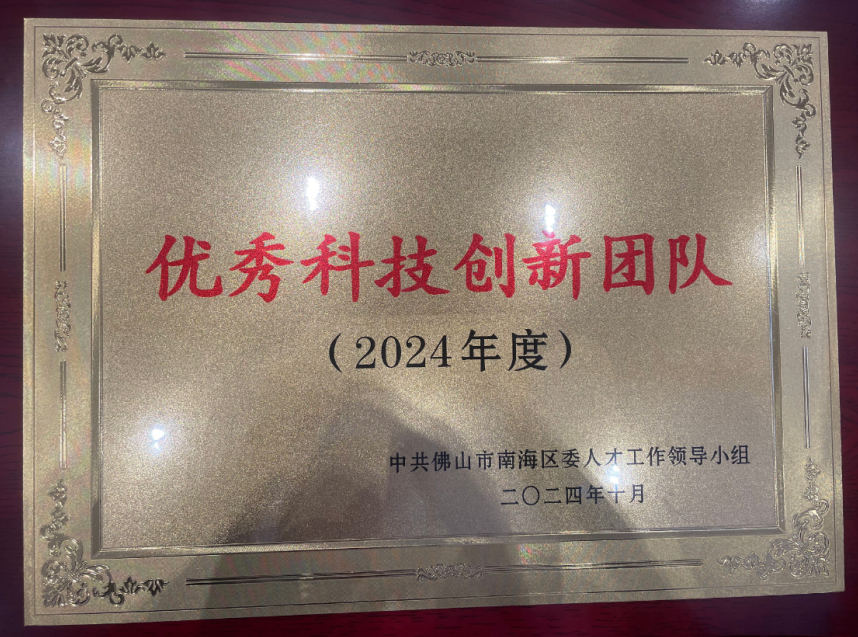 优秀科技创新团队
（2024年度）
中共佛山市南海区委人才工作领导小组
二〇二四年十月